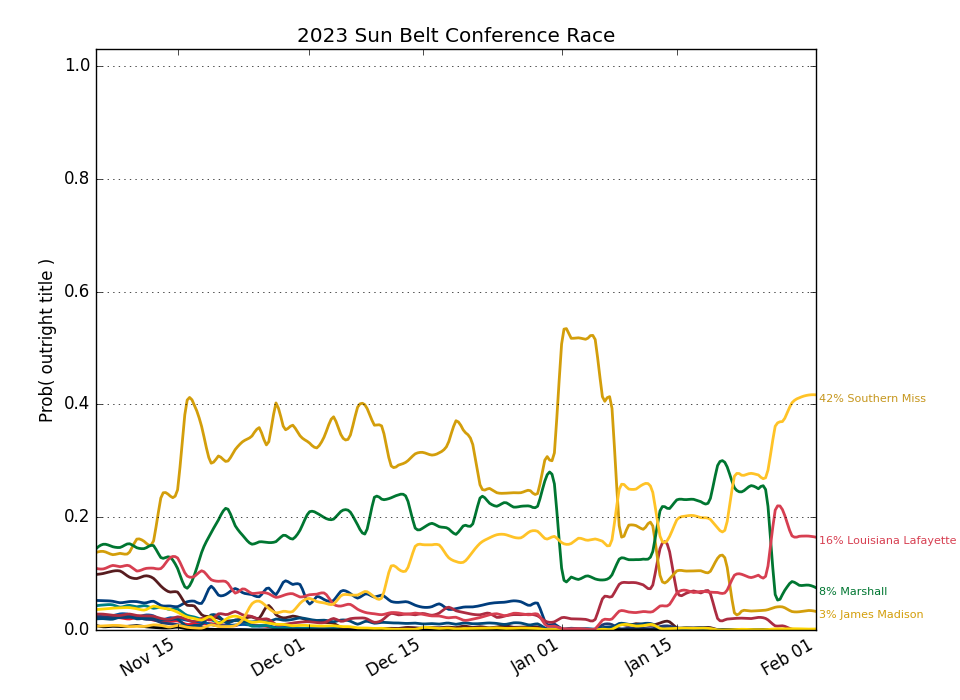 2023 Sun Belt Conference Race
Prob( outright title )
1.0
0.8
0.6
0.4
0.2
0.0
Nov 15
Dec 01
Dec 15
Jan 01
Jan 15
Feb 01
42% Southern Miss
16% Louisiana Lafayette
8% Marshall
3% James Madison